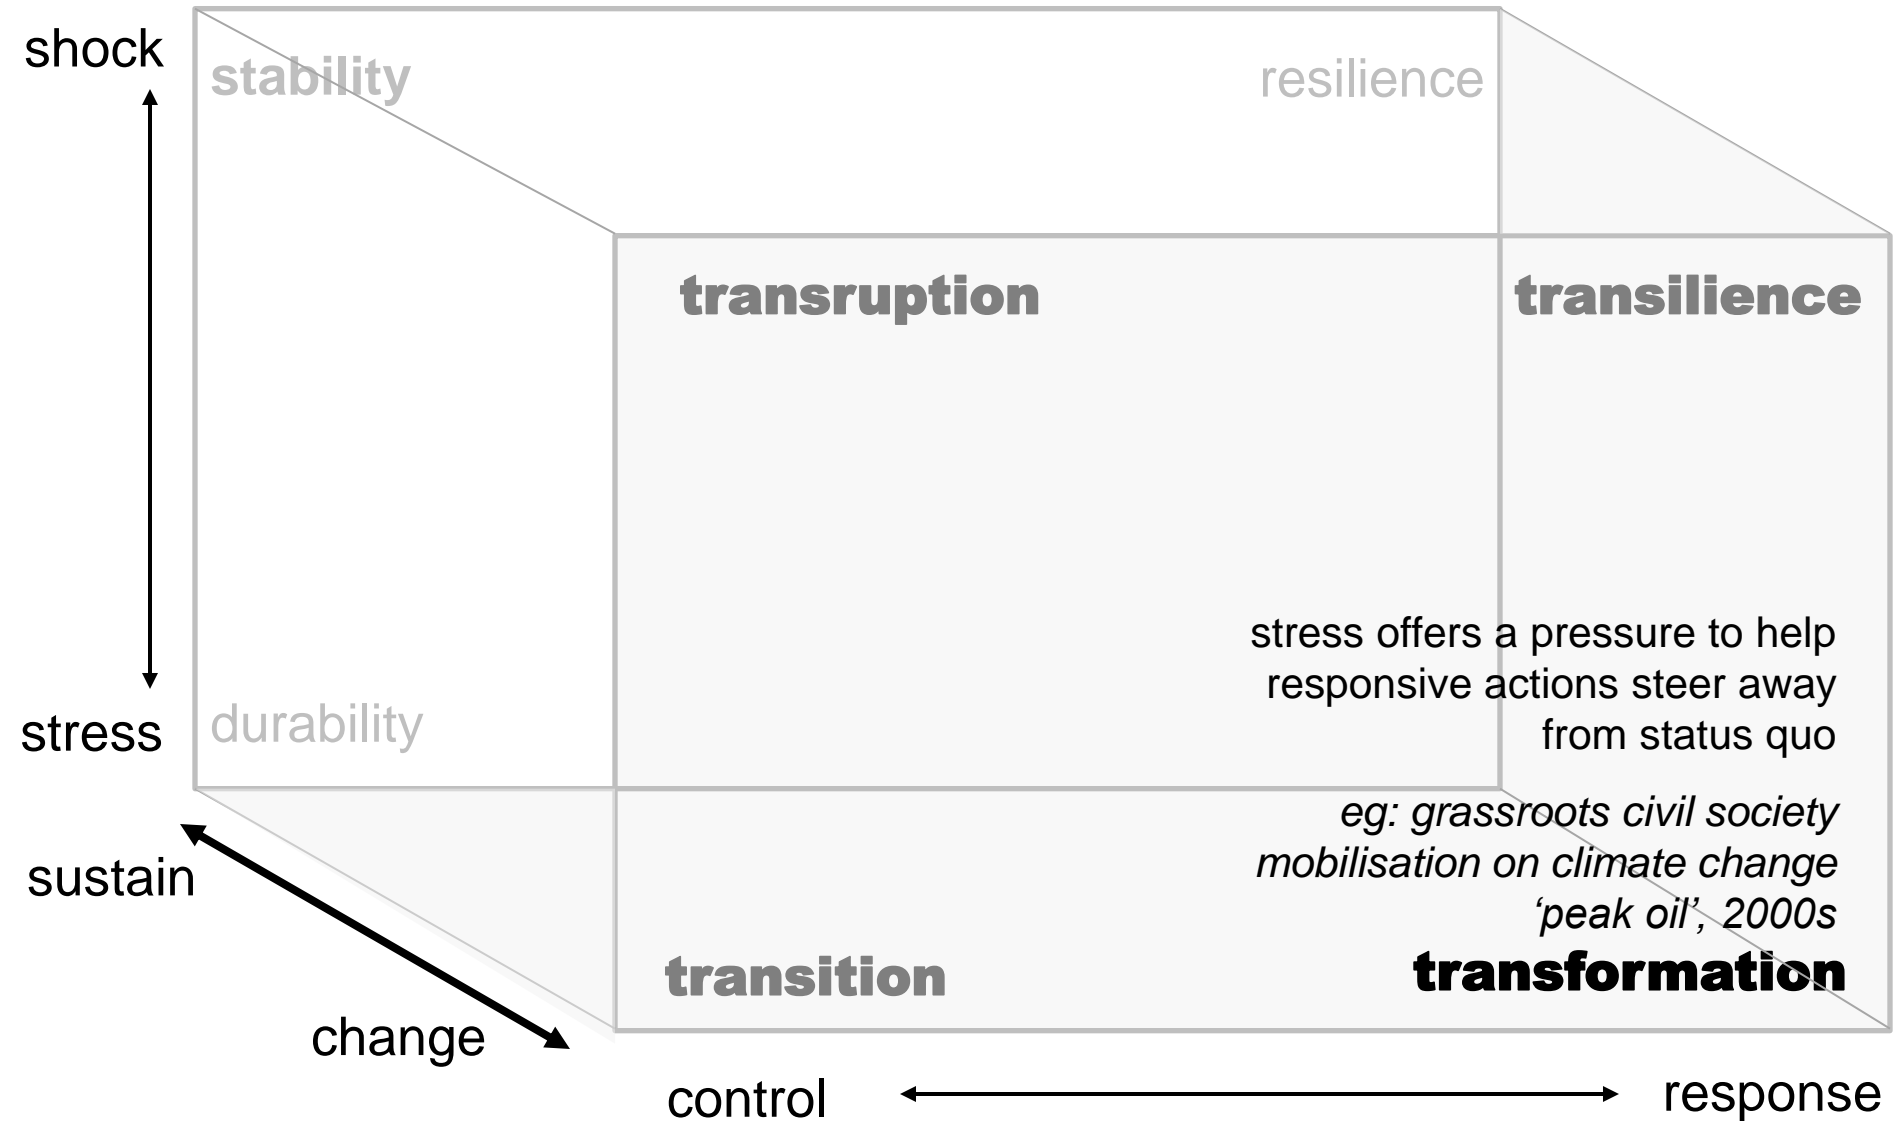 shock
stability
resilience
transruption
transilience
stress offers a pressure to help
responsive actions steer away
from status quo
stress
durability
eg: grassroots civil society
mobilisation on climate change
‘peak oil’, 2000s
sustain
transition
transformation
change
control
response